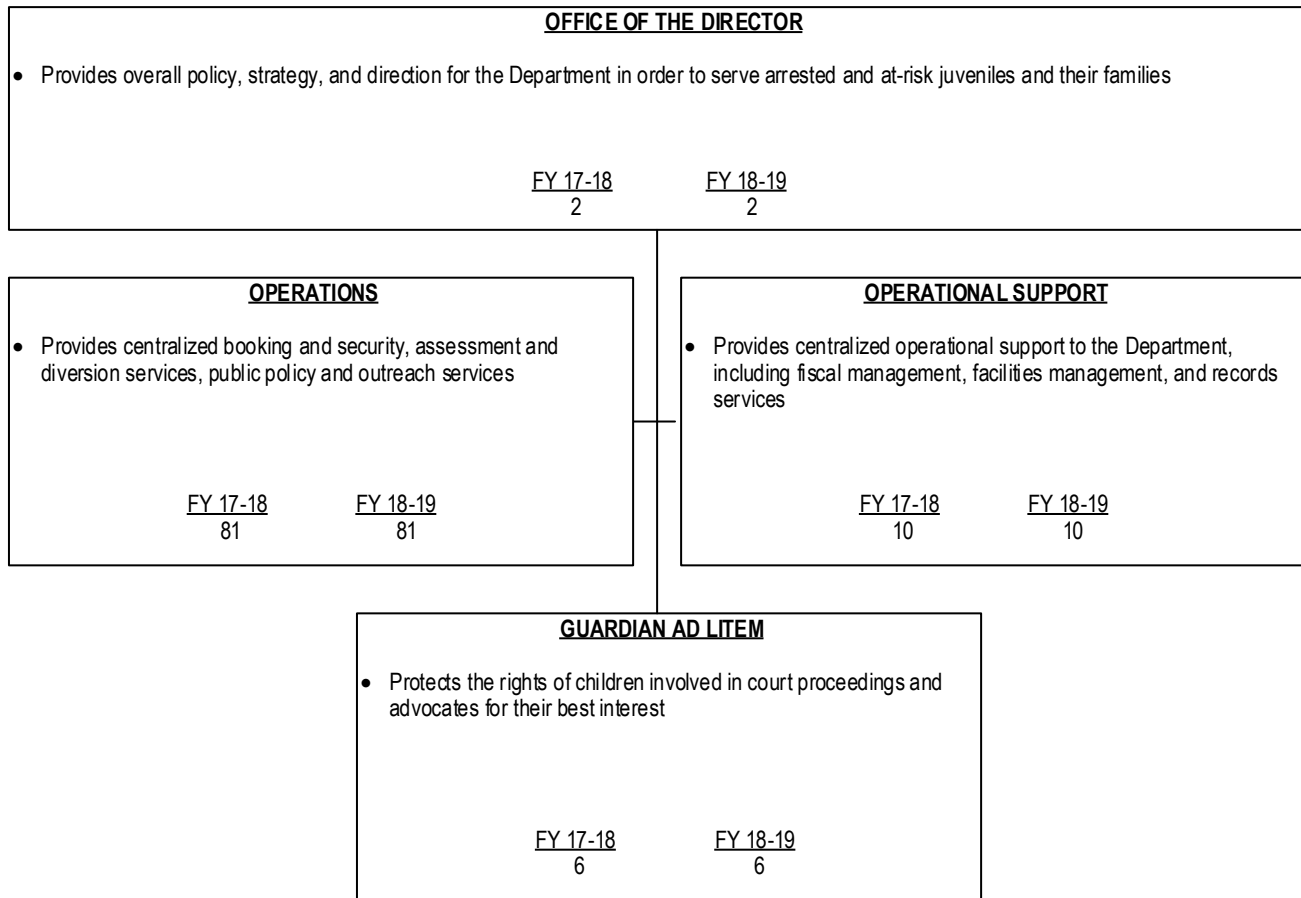 OFFICE OF THE DIRECTOR
• Provides overall policy, strategy, and direction for the Department in order to serve arrested and at-risk juveniles and their families
FY 17-18 FY 18-19
2 2
OPERATIONS
• Provides centralized booking and security, assessment and
diversion services, public policy and outreach services
FY 17-18 FY 18-19
81 81
OPERATIONAL SUPPORT
• Provides centralized operational support to the Department,
including fiscal management, facilities management, and records
services
FY 17-18 FY 18-19
10 10
GUARDIAN AD LITEM
• Protects the rights of children involved in court proceedings and
advocates for their best interest
FY 17-18 FY 18-19
6 6